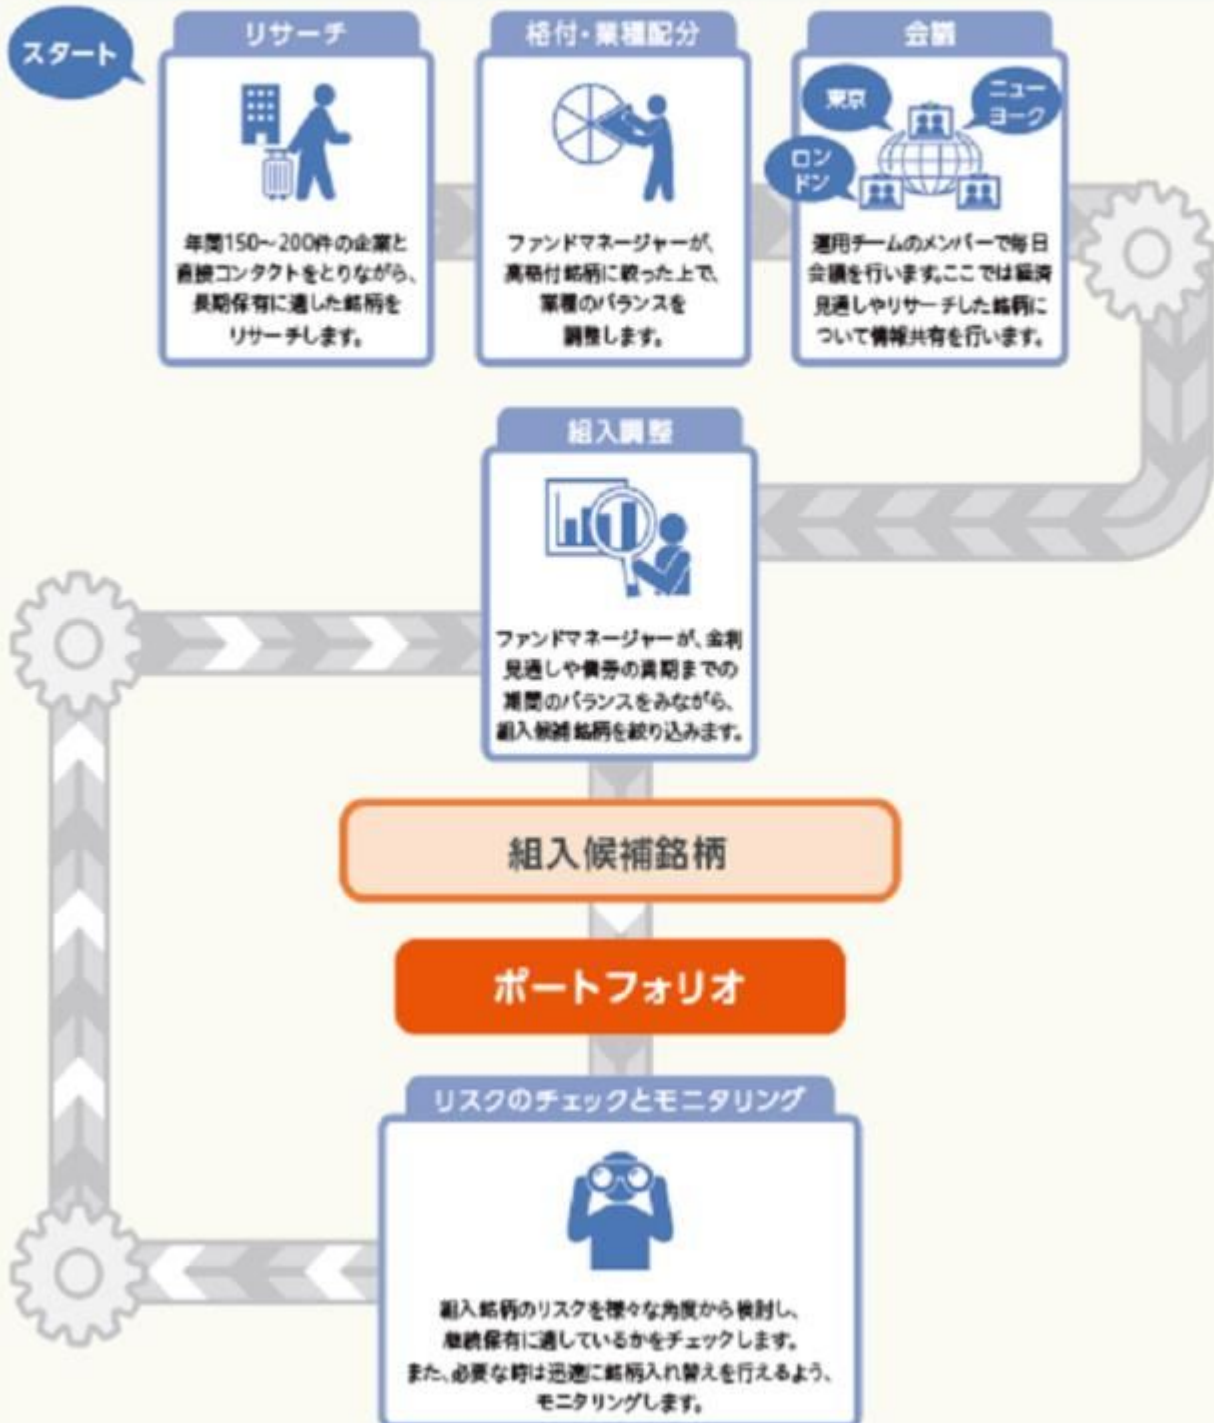 スタート
リサーチ
年間150～200件の企業と
直接コンタクトをとりながら、
長期保有に適した銘柄を
リサーチします。
格付・業種配分
ファンドマネージャーが、
高格付銘柄に絞った上で、
業種のバランスを
調整します。
会議
東京
ニュー
ヨーク
ロン
ドン
運用チームのメンバーで毎日
会議を行います。ここでは経済
見通しやリサーチした銘柄に
ついて情報共有を行います。
組入調整
ファンドマネージャーが、金利
見通しや債券の満期までの
期間のバランスをみながら、
組入候補銘柄を絞り込みます。
組入候補銘柄
ポートフォリオ
リスクのチェックとモニタリング
組入銘柄のリスクを様々な角度から検討し、
継続保有に適しているかをチェックします。
また、必要な時は迅速に銘柄入れ替えを行えるよう、
モニタリングします。